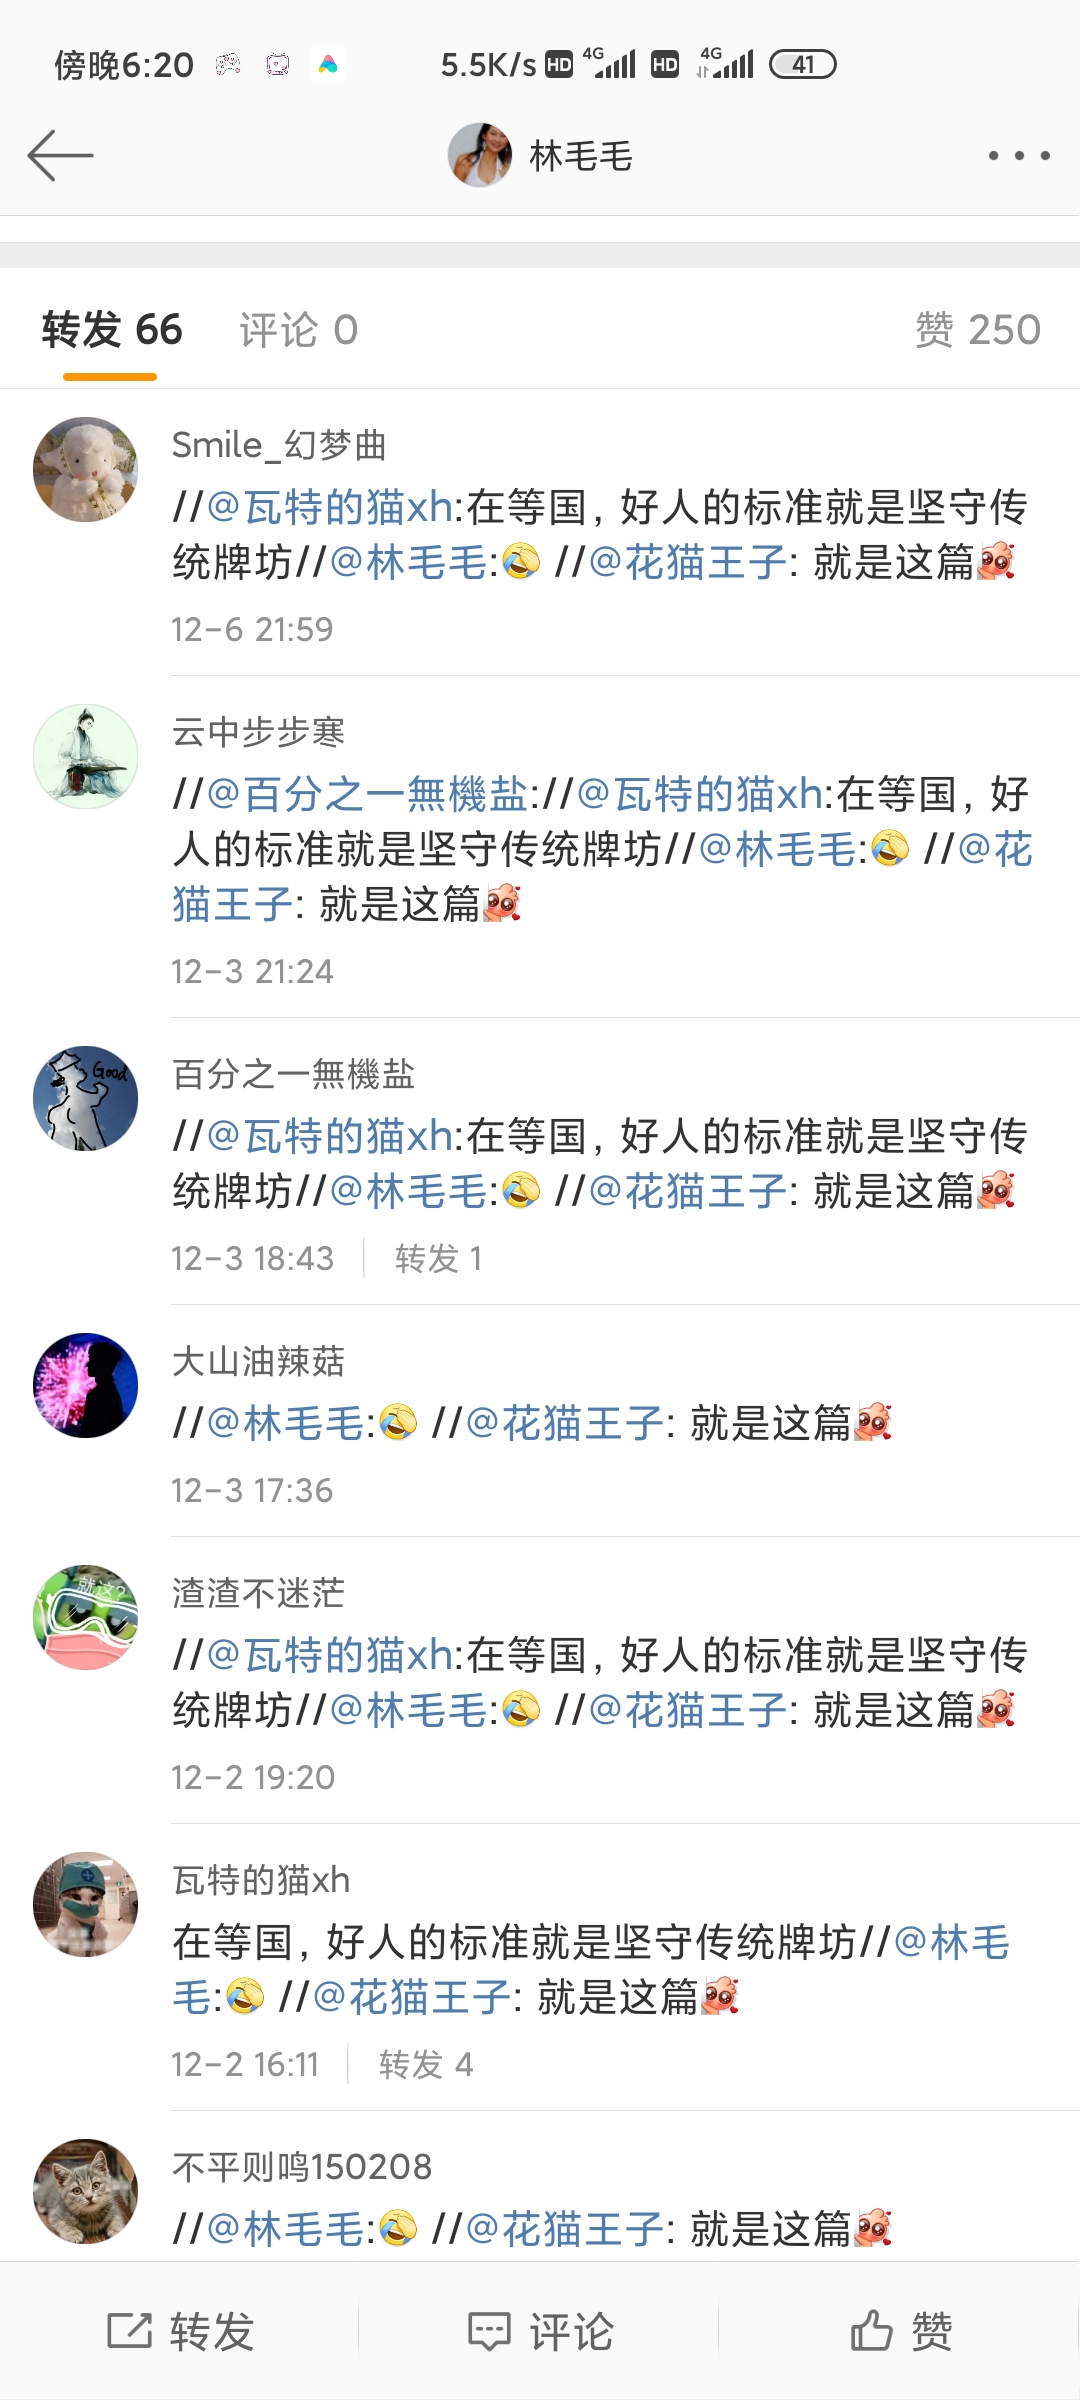 傍晚6:20 5.5K/s HD 4G HD 4G 41
林毛毛
转发 66 评论 0 赞 250
Smile_幻梦曲
//@瓦特的猫xh:在等国，好人的标准就是坚守传
统牌坊//@林毛毛:🤣 //@花猫王子: 就是这篇
12-6 21:59
云中步步寒
//@百分之一無機盐://@瓦特的猫xh:在等国，好
人的标准就是坚守传统牌坊//@林毛毛:🤣 //@花
猫王子: 就是这篇
12-3 21:24
Good
百分之一無機盐
//@瓦特的猫xh:在等国，好人的标准就是坚守传
统牌坊//@林毛毛:🤣 //@花猫王子: 就是这篇
12-3 18:43 转发 1
大山油辣菇
//@林毛毛:🤣 //@花猫王子: 就是这篇
12-3 17:36
就这?
渣渣不迷茫
//@瓦特的猫xh:在等国，好人的标准就是坚守传
统牌坊//@林毛毛:🤣 //@花猫王子: 就是这篇
12-2 19:20
瓦特的猫xh
在等国，好人的标准就是坚守传统牌坊//@林毛
毛:🤣 //@花猫王子: 就是这篇
12-2 16:11 转发 4
不平则鸣150208
//@林毛毛:🤣 //@花猫王子: 就是这篇
转发 评论 赞